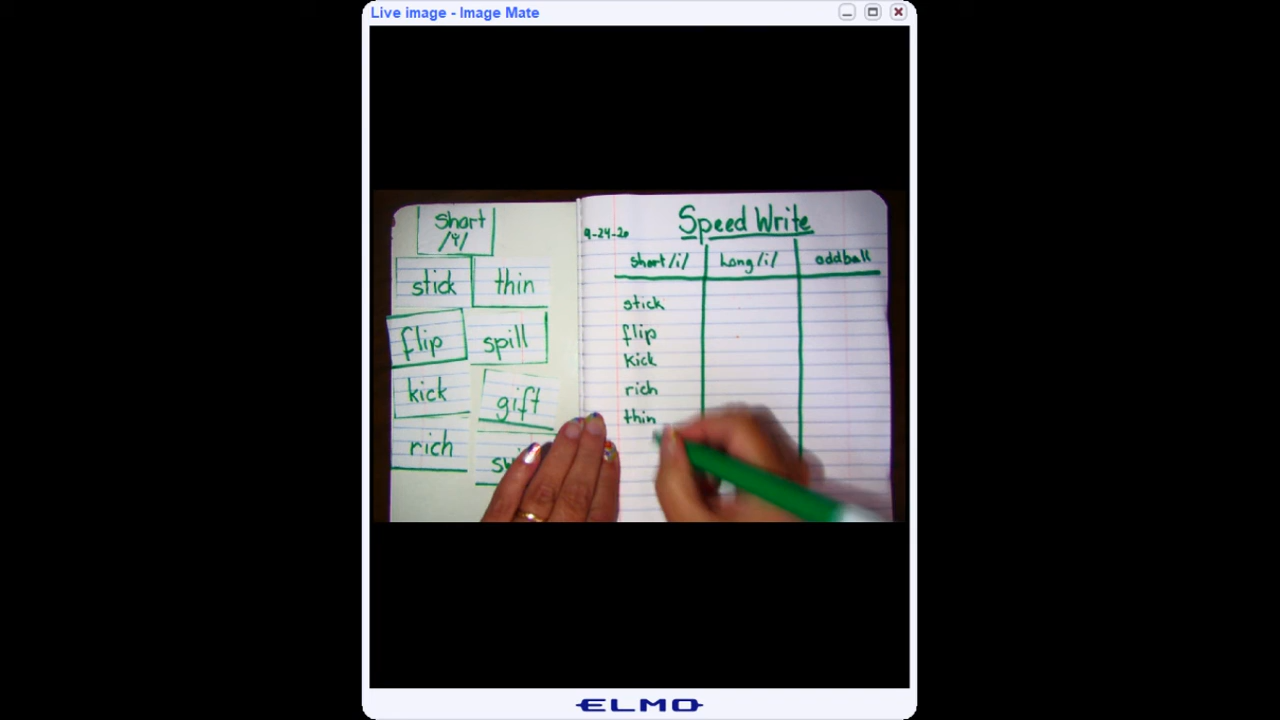 Live image - Image Mate
short
/i/
stick thin
flip spill
kick gift
rich
Speed Write
9-24-20
short /i/ Long /i/ oddball
stick
flip
kick
rich
thin
ELMO